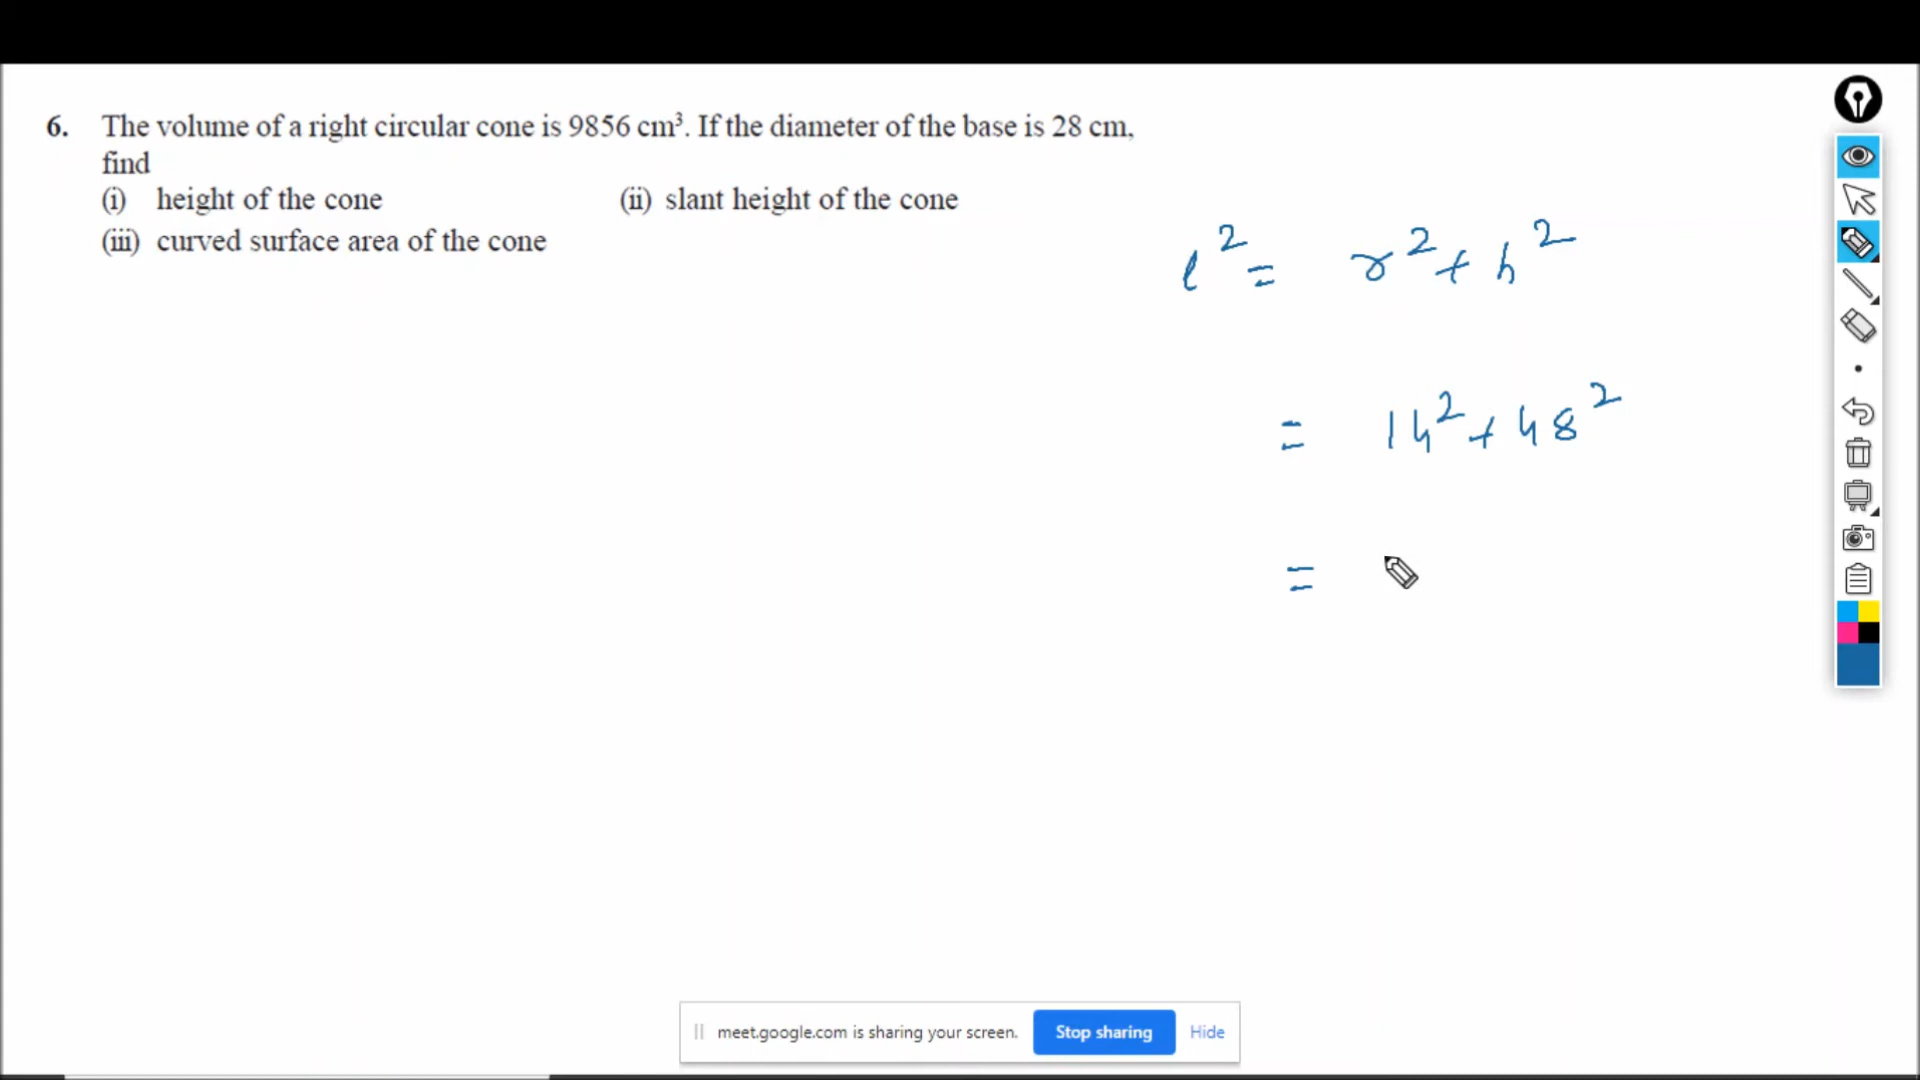 6. The volume of a right circular cone is 9856 cm³. If the diameter of the base is 28 cm,
find
(i) height of the cone (ii) slant height of the cone
(iii) curved surface area of the cone
l² = r² + h²
= 14² + 48²
=
meet.google.com is sharing your screen. Stop sharing Hide